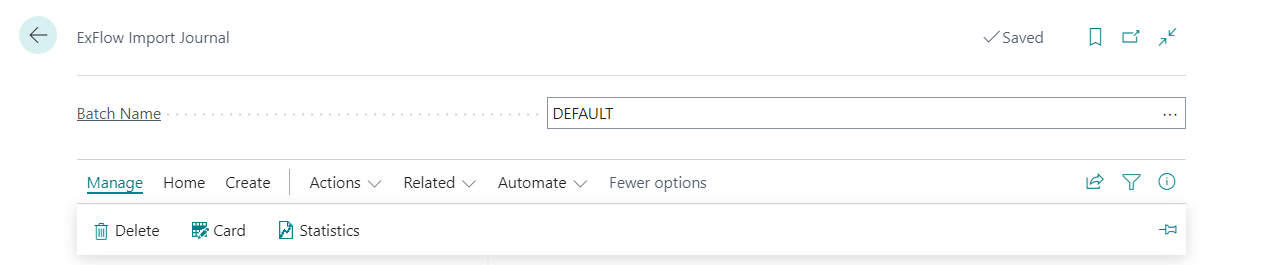 ExFlow Import Journal
Saved
Batch Name
DEFAULT
Manage Home Create Actions Related Automate Fewer options
Delete Card Statistics